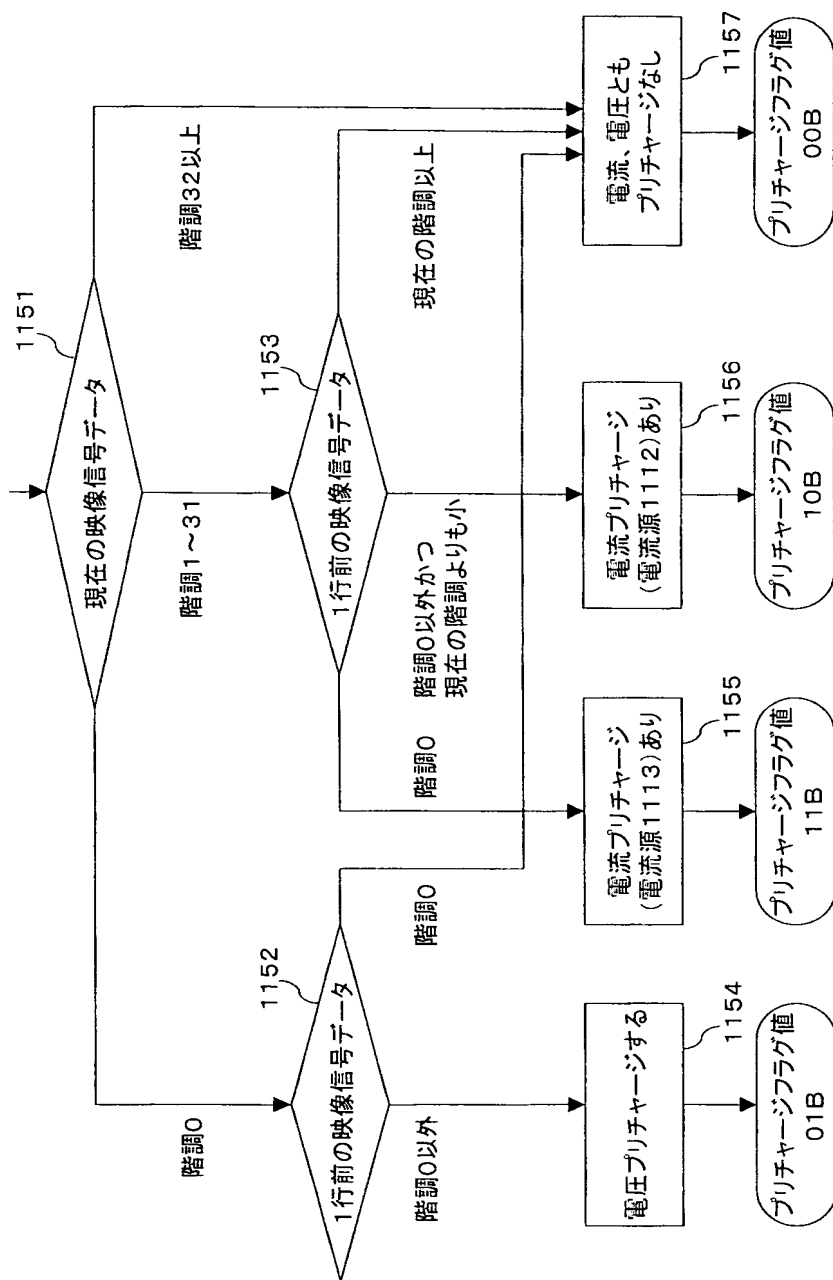 1151
現在の映像信号データ
階調32以上
階調1～31
階調0
1152
1行前の映像信号データ
1153
1行前の映像信号データ
階調0以外
階調0
階調0
階調0以外かつ
現在の階調よりも小
現在の階調以上
1154
電圧プリチャージする
1155
電流プリチャージ
(電流源1113)あり
1156
電流プリチャージ
(電流源1112)あり
1157
電流、電圧とも
プリチャージなし
プリチャージフラグ値
01B
プリチャージフラグ値
11B
プリチャージフラグ値
10B
プリチャージフラグ値
00B